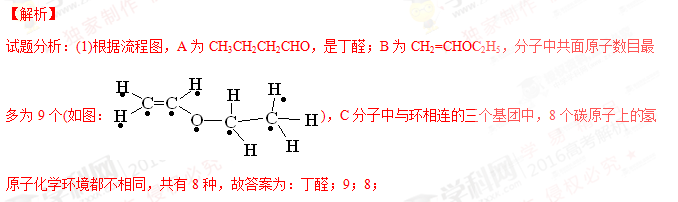 【解析】
试题分析：(1)根据流程图，A 为 CH3CH2CH2CHO，是丁醛；B 为 CH2=CHOC2H5，分子中共面原子数目最
多为 9 个(如图：
H
H
C=C
H
O
H
C
H
H
C
H
H
)，C 分子中与环相连的三个基团中，8 个碳原子上的氢
原子化学环境都不相同，共有 8 种，故答案为：丁醛；9；8；